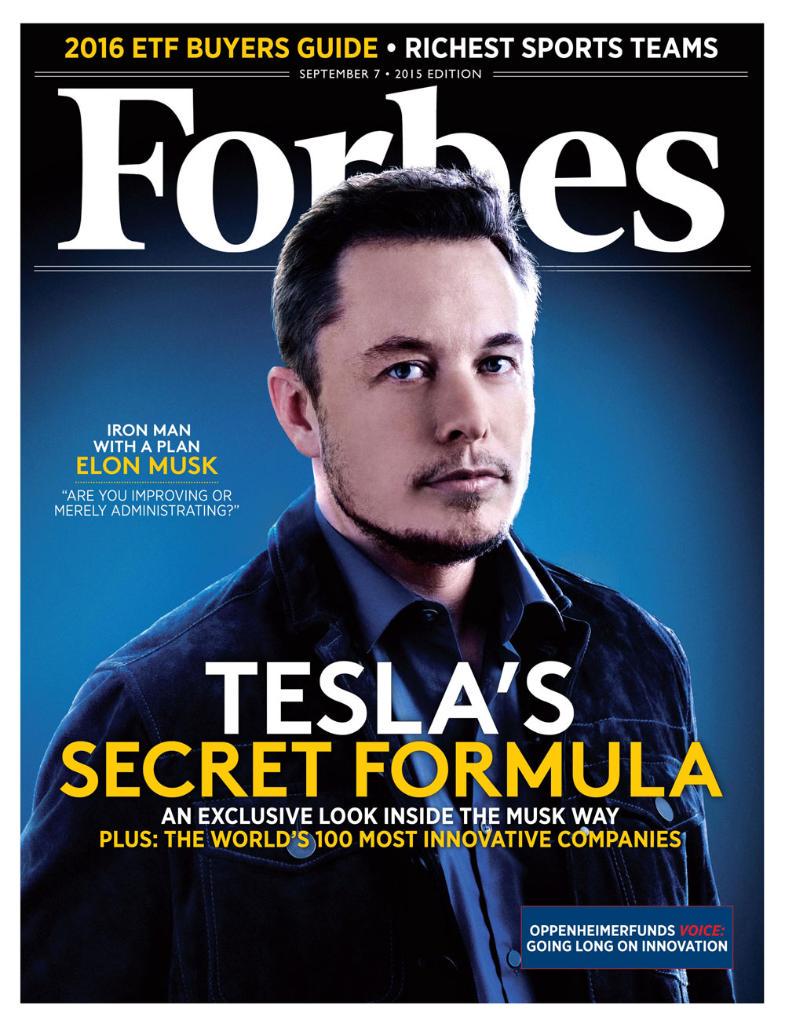 2016 ETF BUYERS GUIDE • RICHEST SPORTS TEAMS
SEPTEMBER 7 • 2015 EDITION
Forbes
IRON MAN
WITH A PLAN
ELON MUSK
“ARE YOU IMPROVING OR
MERELY ADMINISTRATING?”
TESLA’S
SECRET FORMULA
AN EXCLUSIVE LOOK INSIDE THE MUSK WAY
PLUS: THE WORLD’S 100 MOST INNOVATIVE COMPANIES
OPPENHEIMERFUNDS VOICE:
GOING LONG ON INNOVATION